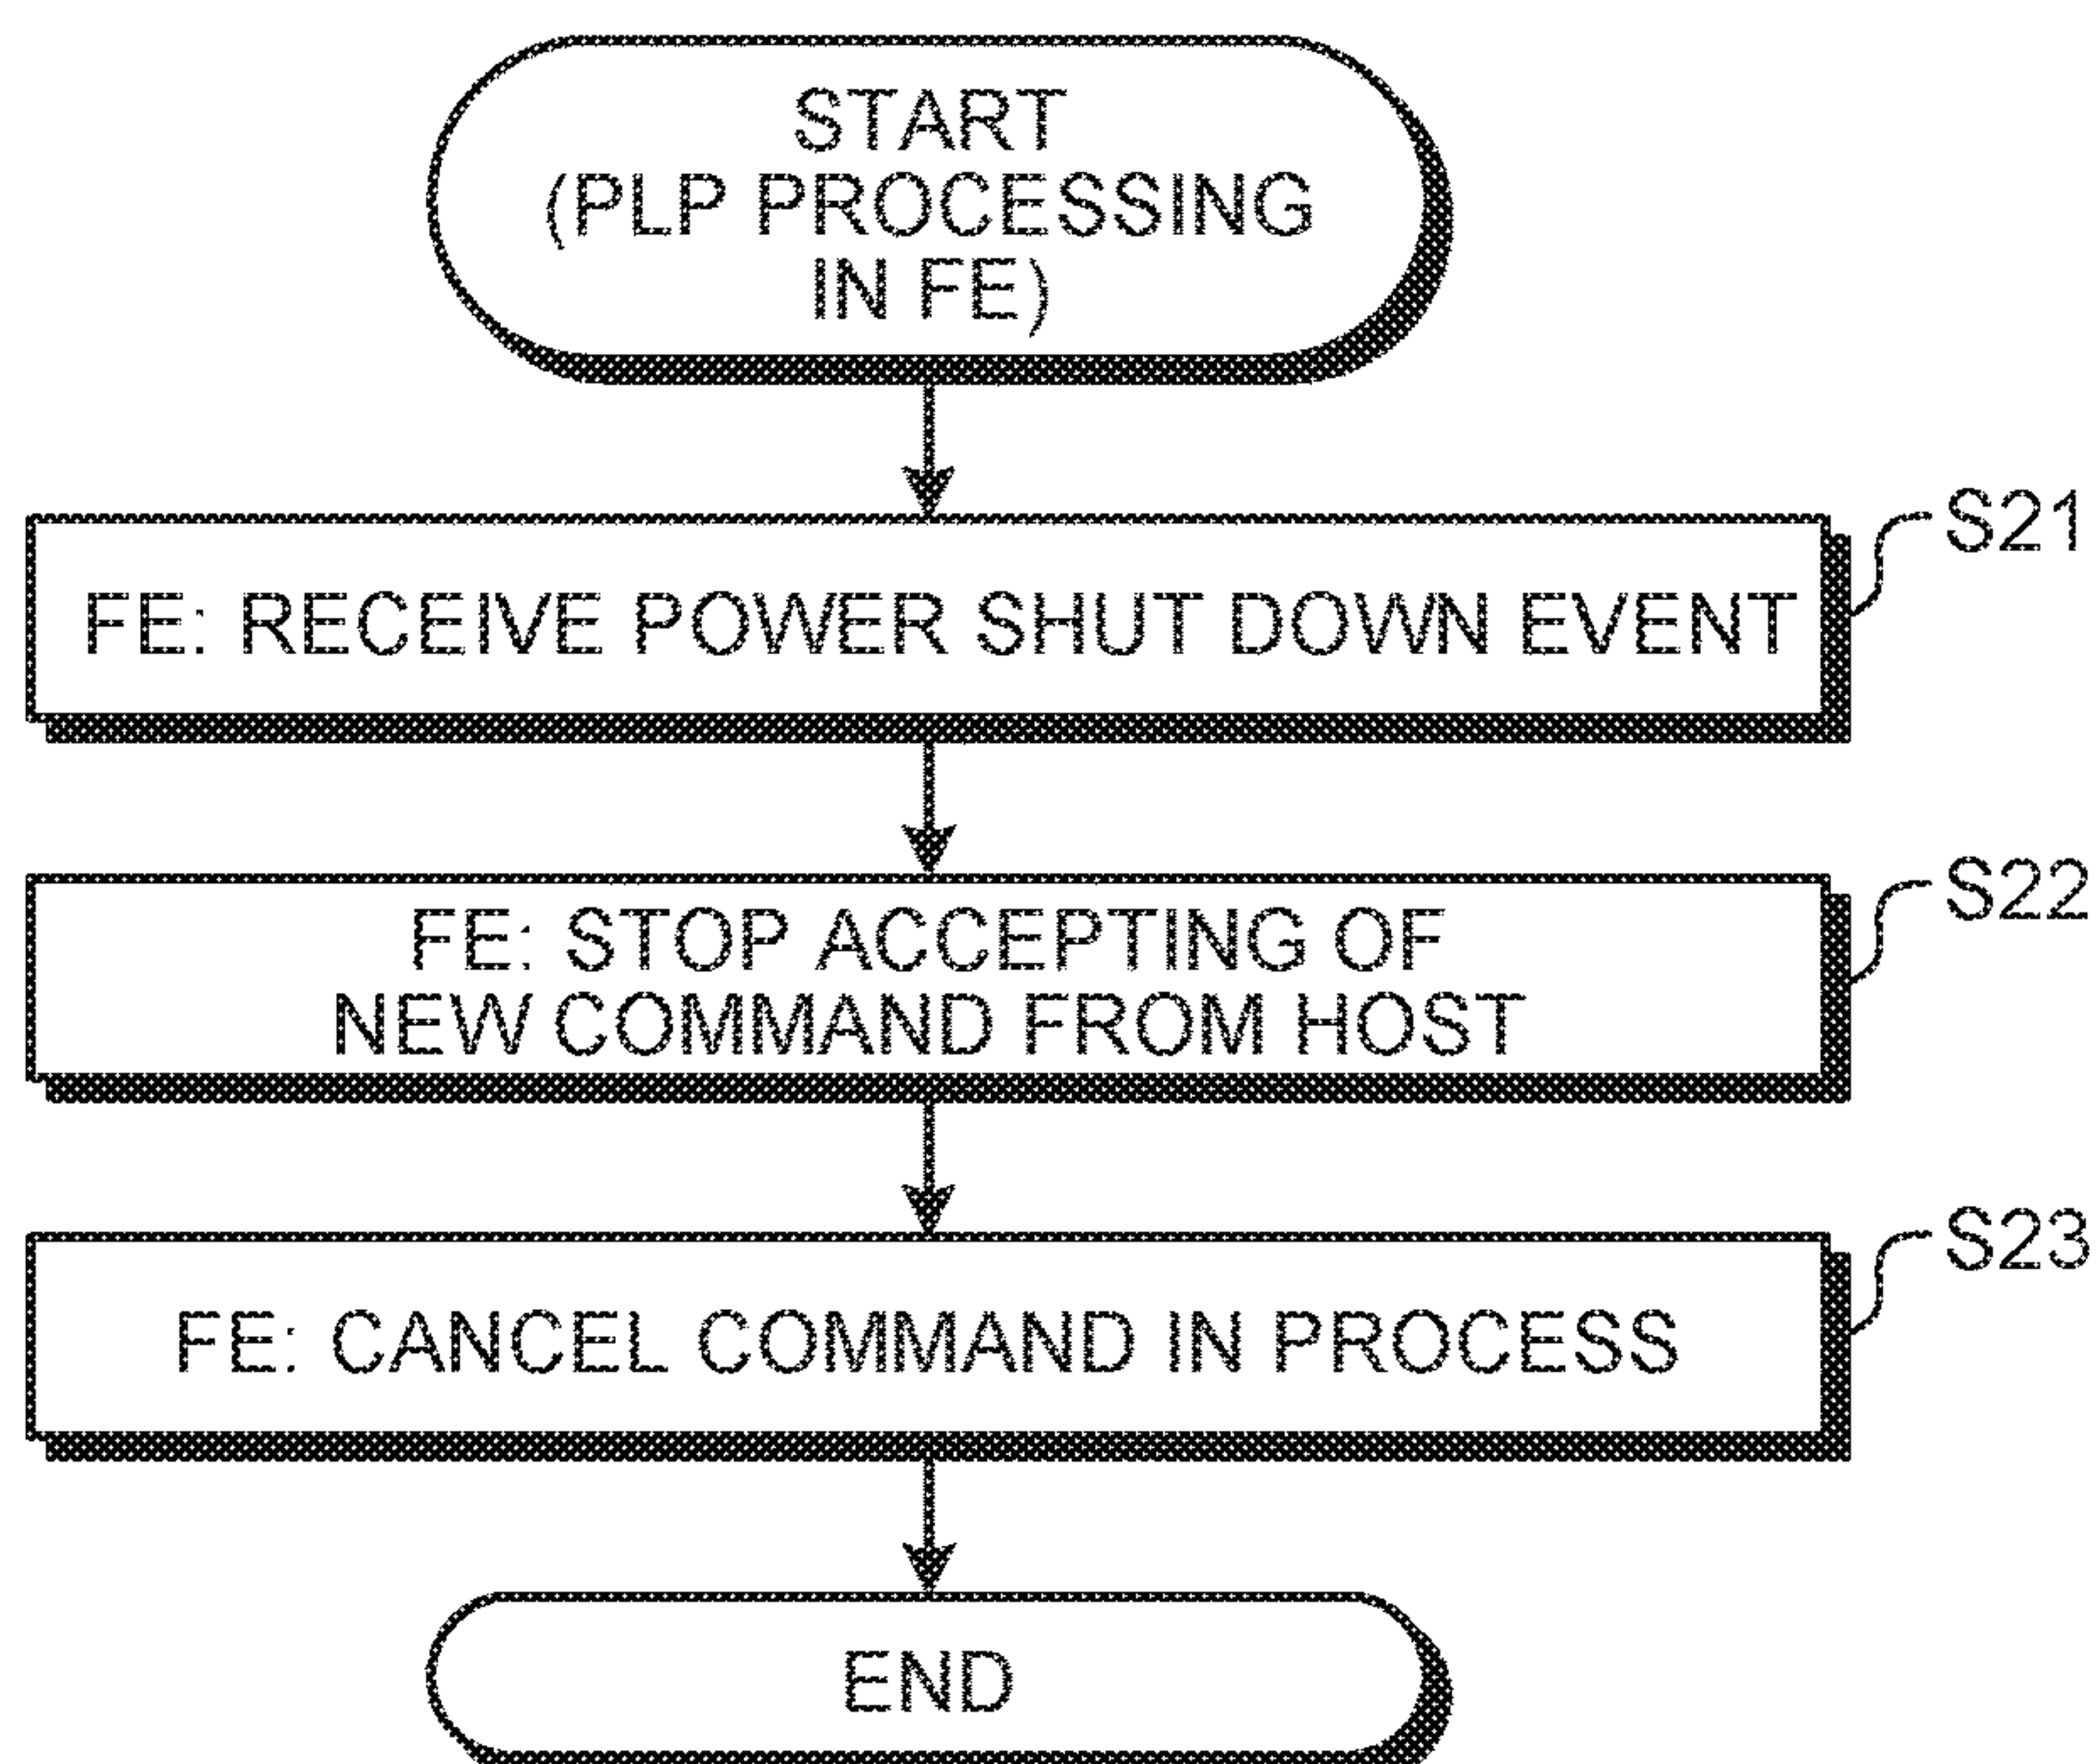 START
(PLP PROCESSING
IN FE)
S21
FE: RECEIVE POWER SHUT DOWN EVENT
S22
FE: STOP ACCEPTING OF
NEW COMMAND FROM HOST
S23
FE: CANCEL COMMAND IN PROCESS
END